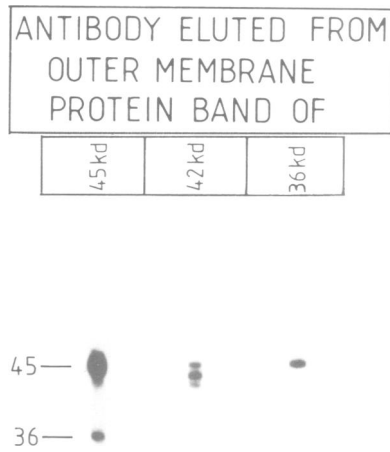 ANTIBODY ELUTED FROM
OUTER MEMBRANE
PROTEIN BAND OF
45kd
42kd
36kd
45—
36—